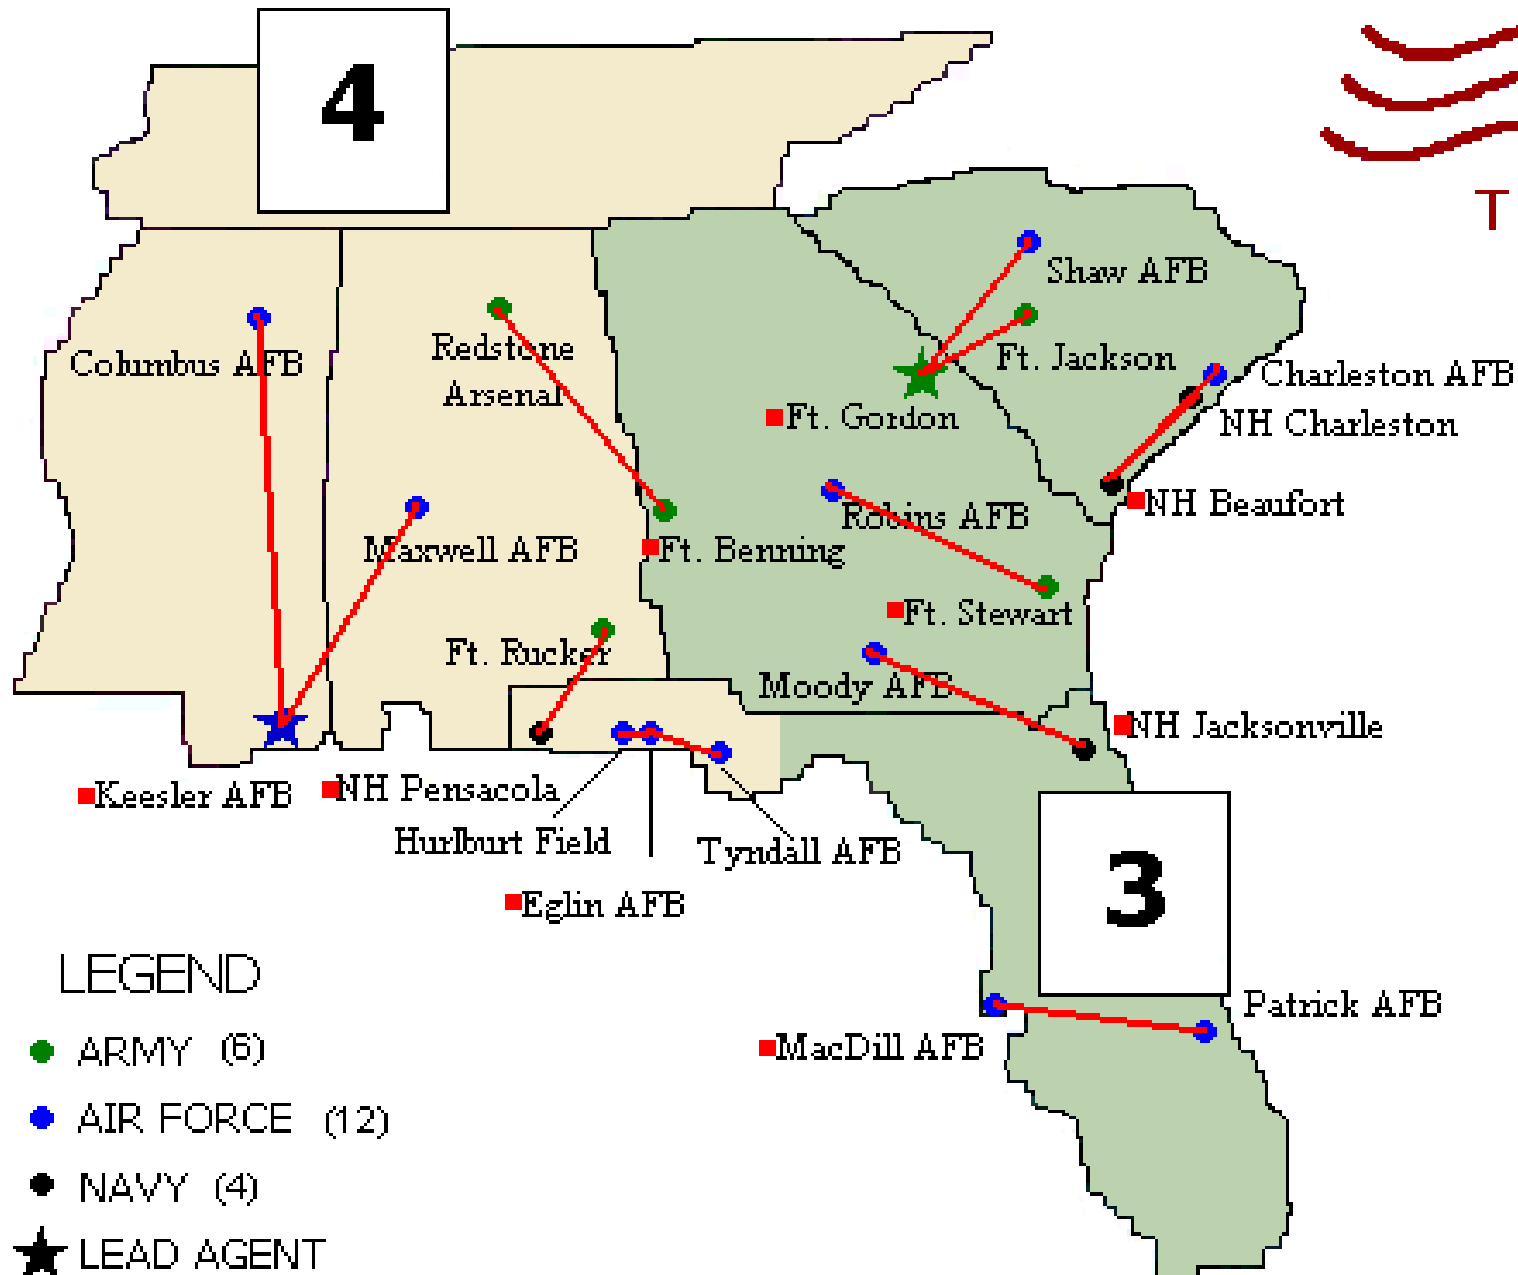 4
T
Shaw AFB
Redstone
Arsenal
Columbus AFB
Ft. Jackson
Charleston AFB
Ft. Gordon
NH Charleston
Robins AFB
NH Beaufort
Maxwell AFB
Ft. Benning
Ft. Stewart
Ft. Rucker
Moody AFB
NH Jacksonville
Keesler AFB
NH Pensacola
Hurlburt Field
Tyndall AFB
3
Eglin AFB
LEGEND
Patrick AFB
MacDill AFB
ARMY (6)
AIR FORCE (12)
NAVY (4)
LEAD AGENT